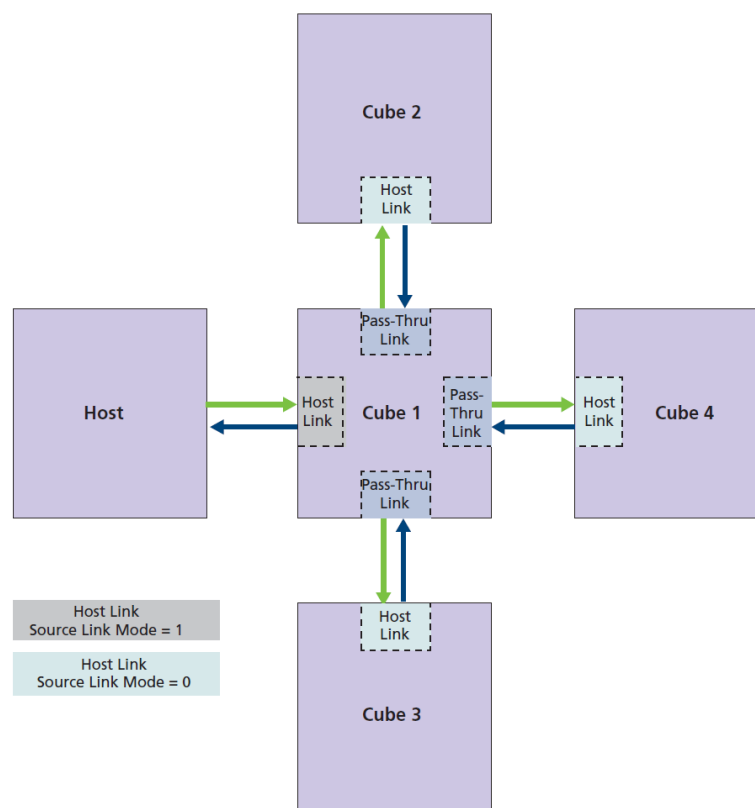 Cube 2
Host
Link
Pass-Thru
Link
Host
Host
Link
Cube 1
Pass-
Thru
Link
Host
Link
Cube 4
Pass-Thru
Link
Host Link
Source Link Mode = 1
Host
Link
Host Link
Source Link Mode = 0
Cube 3